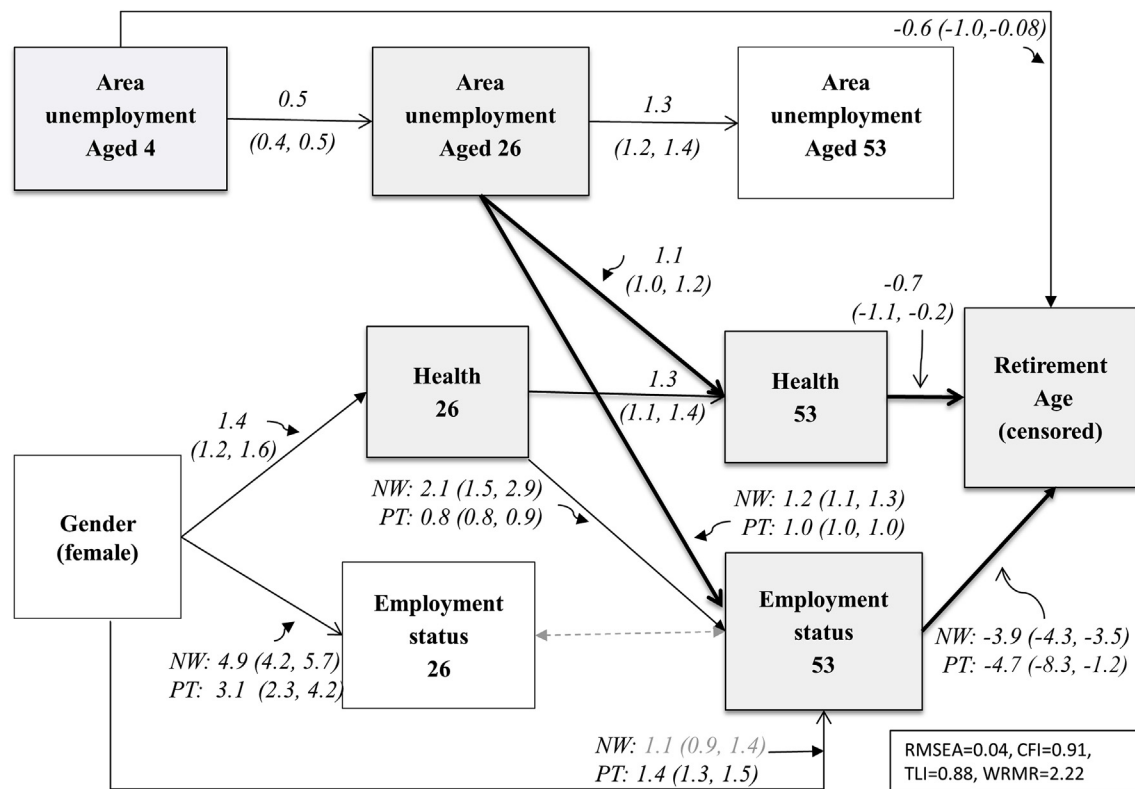 -0.6 (-1.0,-0.08)
Area
unemployment
Aged 4
0.5
(0.4, 0.5)
Area
unemployment
Aged 26
1.3
(1.2, 1.4)
Area
unemployment
Aged 53
1.1
(1.0, 1.2)
-0.7
(-1.1, -0.2)
Health
26
1.3
(1.1, 1.4)
Health
53
Retirement
Age
(censored)
1.4
(1.2, 1.6)
NW: 2.1 (1.5, 2.9)
PT: 0.8 (0.8, 0.9)
NW: 1.2 (1.1, 1.3)
PT: 1.0 (1.0, 1.0)
Gender
(female)
Employment
status
26
Employment
status
53
NW: 4.9 (4.2, 5.7)
PT: 3.1 (2.3, 4.2)
NW: -3.9 (-4.3, -3.5)
PT: -4.7 (-8.3, -1.2)
NW: 1.1 (0.9, 1.4)
PT: 1.4 (1.3, 1.5)
RMSEA=0.04, CFI=0.91,
TLI=0.88, WRMR=2.22